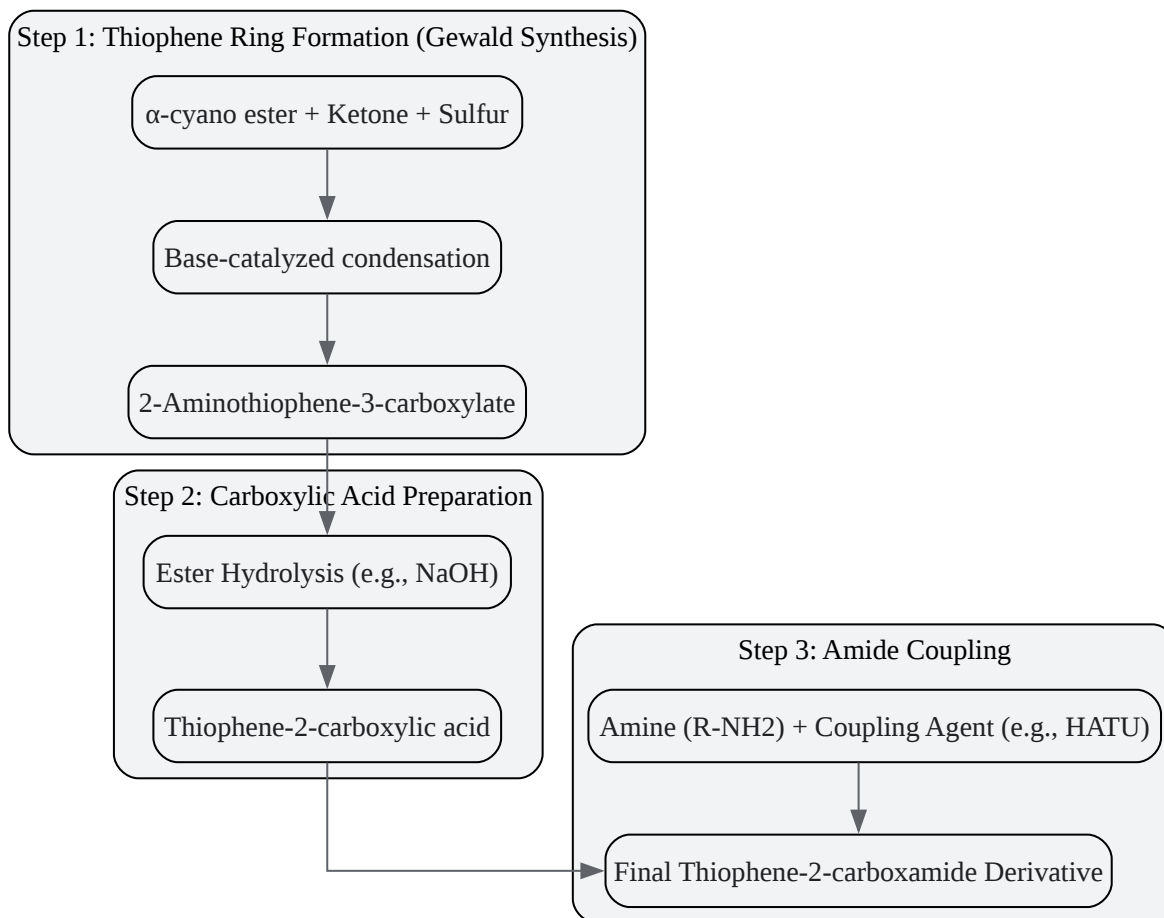 Step 1: Thiophene Ring Formation (Gewald Synthesis)
α-cyano ester + Ketone + Sulfur
Base-catalyzed condensation
2-Aminothiophene-3-carboxylate
Step 2: Carboxylic Acid Preparation
Ester Hydrolysis (e.g., NaOH)
Thiophene-2-carboxylic acid
Step 3: Amide Coupling
Amine (R-NH2) + Coupling Agent (e.g., HATU)
Final Thiophene-2-carboxamide Derivative